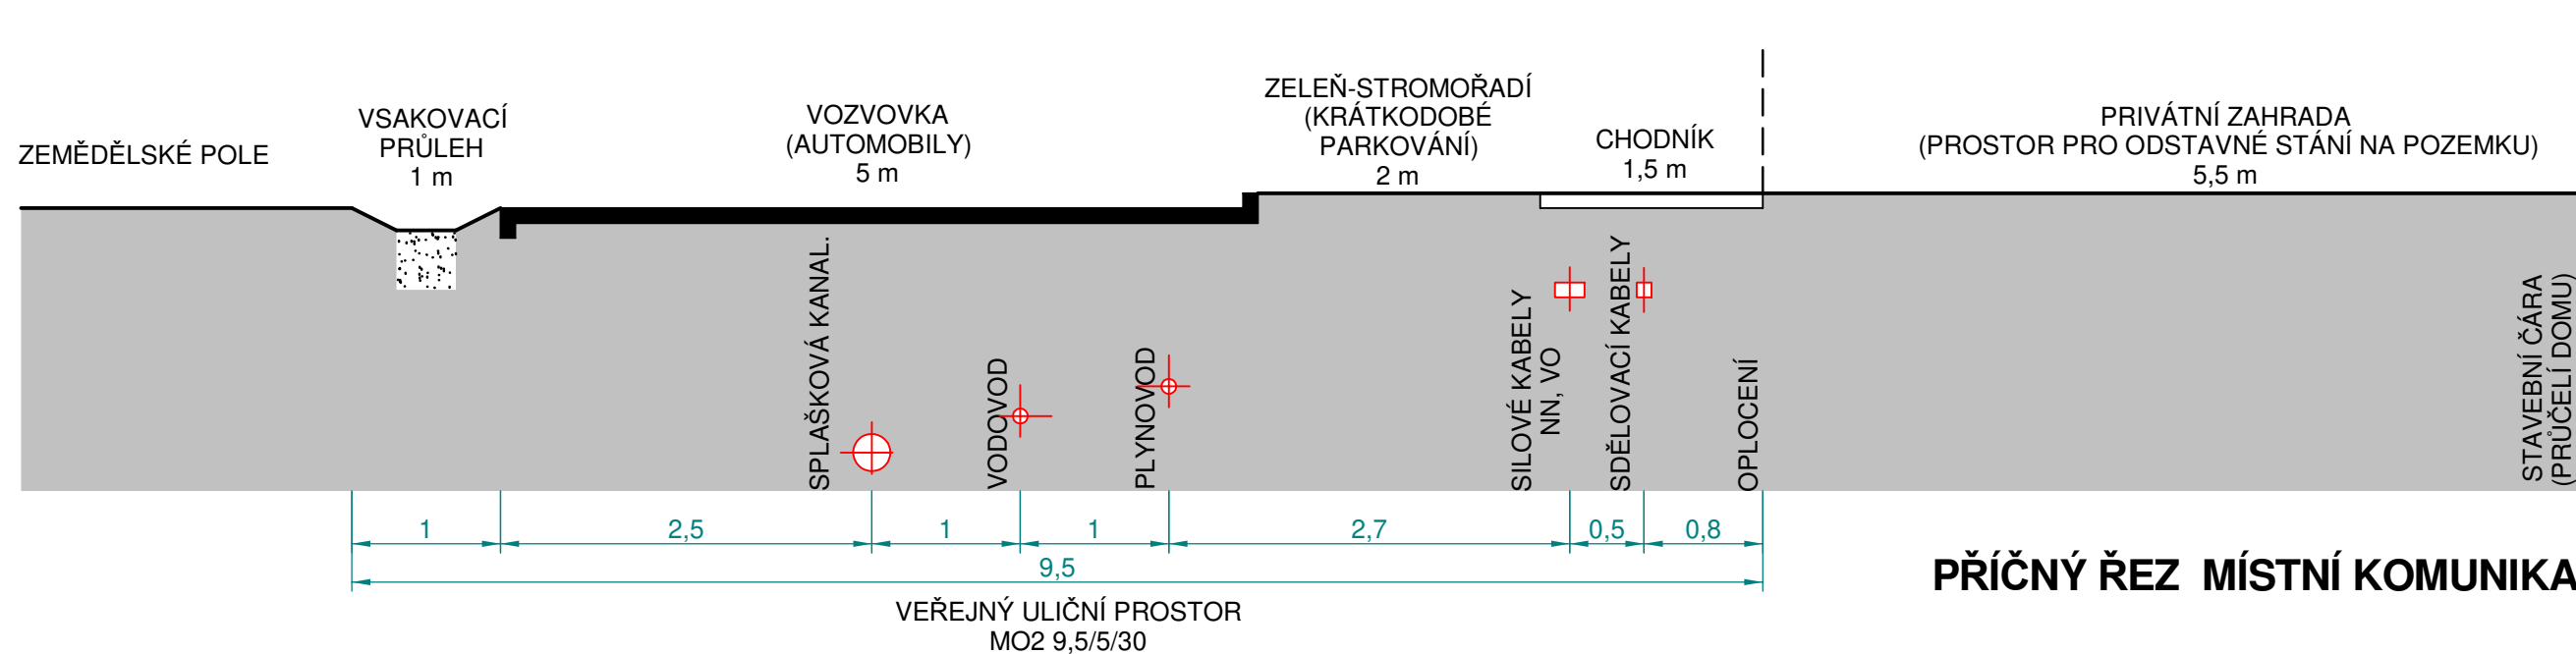 ZEMĚDĚLSKÉ POLE
VSAKOVACÍ
PRŮLEH
1 m
VOZVOVKA
(AUTOMOBILY)
5 m
ZELEŇ-STROMOŘADÍ
(KRÁTKODOBÉ
PARKOVÁNÍ)
2 m
CHODNÍK
1,5 m
PRIVÁTNÍ ZAHRADA
(PROSTOR PRO ODSTAVNÉ STÁNÍ NA POZEMKU)
5,5 m
SPLAŠKOVÁ KANAL.
VODOVOD
PLYNOVOD
SILOVÉ KABELY
NN, VO
SDĚLOVACÍ KABELY
OPLOCENÍ
STAVEBNÍ ČÁRA
(PRŮČELÍ DOMU)
1
2,5
1
1
2,7
0,5
0,8
9,5
VEŘEJNÝ ULIČNÍ PROSTOR
MO2 9,5/5/30
PŘÍČNÝ ŘEZ MÍSTNÍ KOMUNIKA